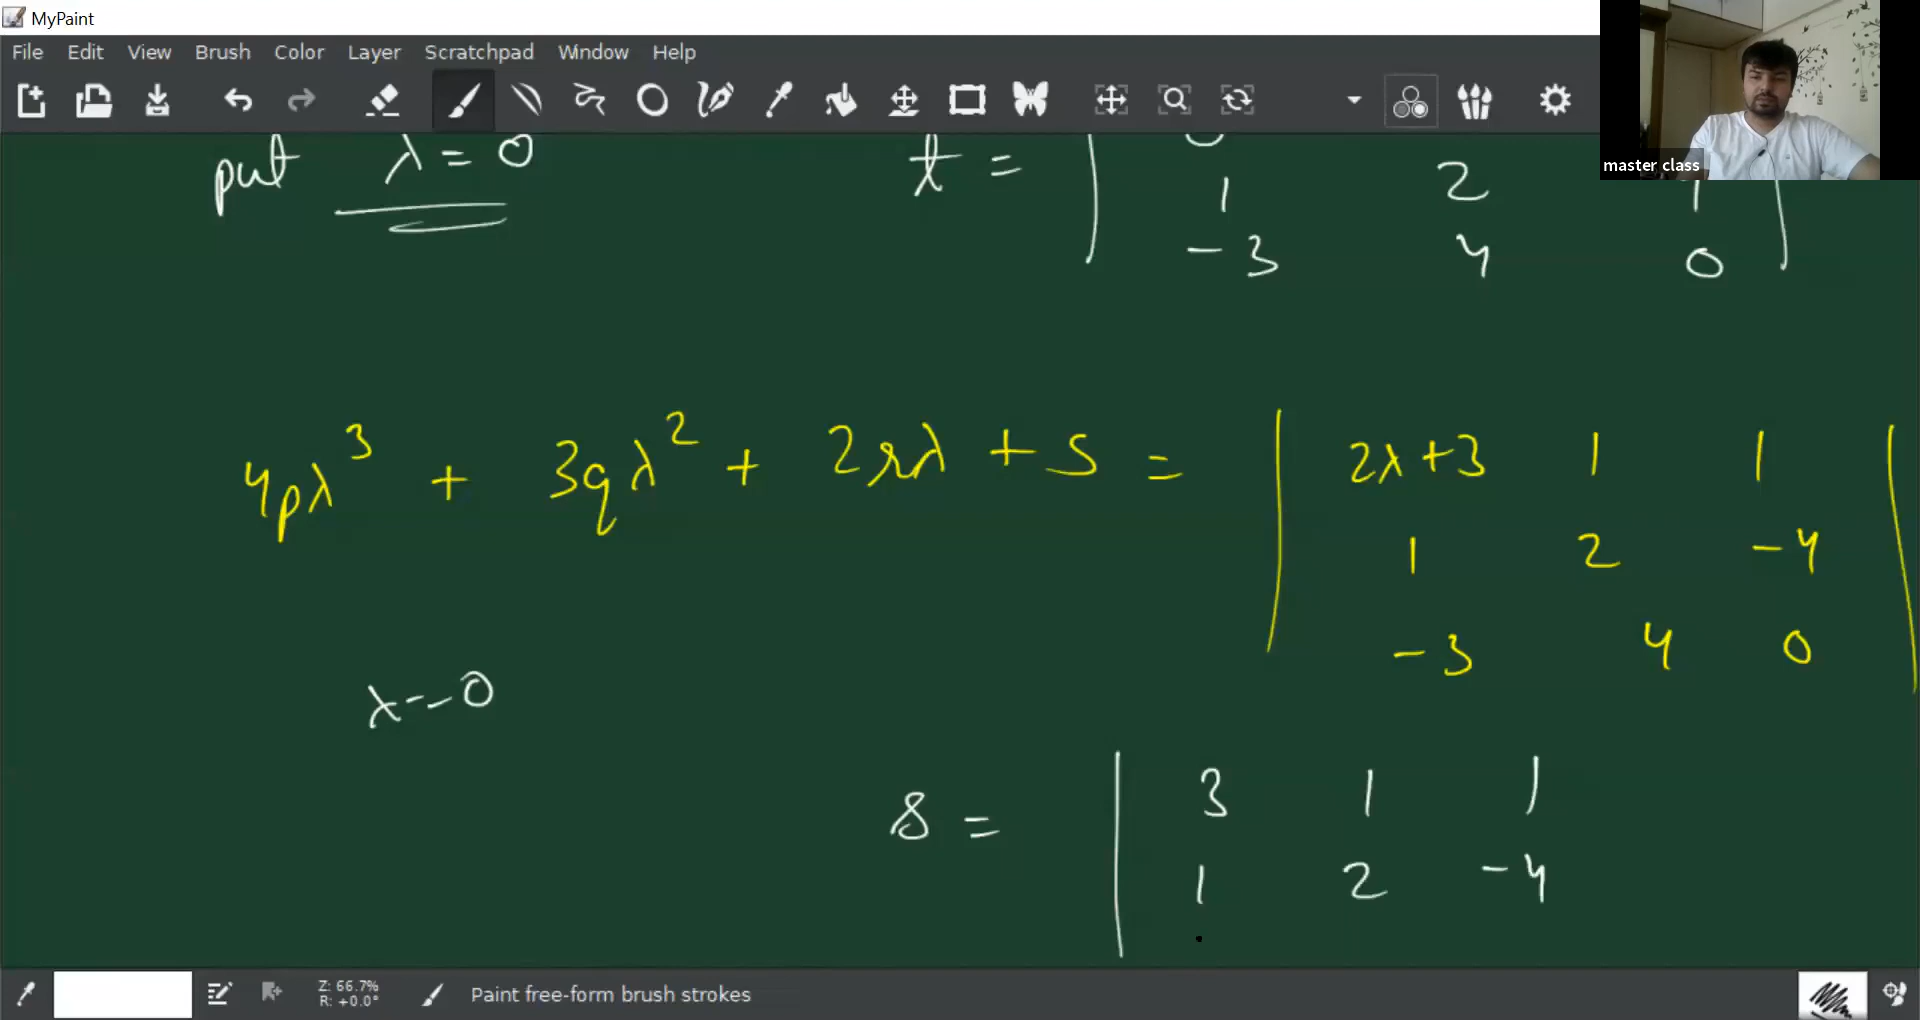 MyPaint
File Edit View Brush Color Layer Scratchpad Window Help
master class
put λ = 0
t =
1 2
-3 4 0
4pλ³ + 3qλ² + 2rλ + s = | 2λ+3 1 1 |
1 2 -4
-3 4 0
λ = 0
s = | 3 1 1
1 2 -4
Z: 66.7%
R: +0.0°
Paint free-form brush strokes